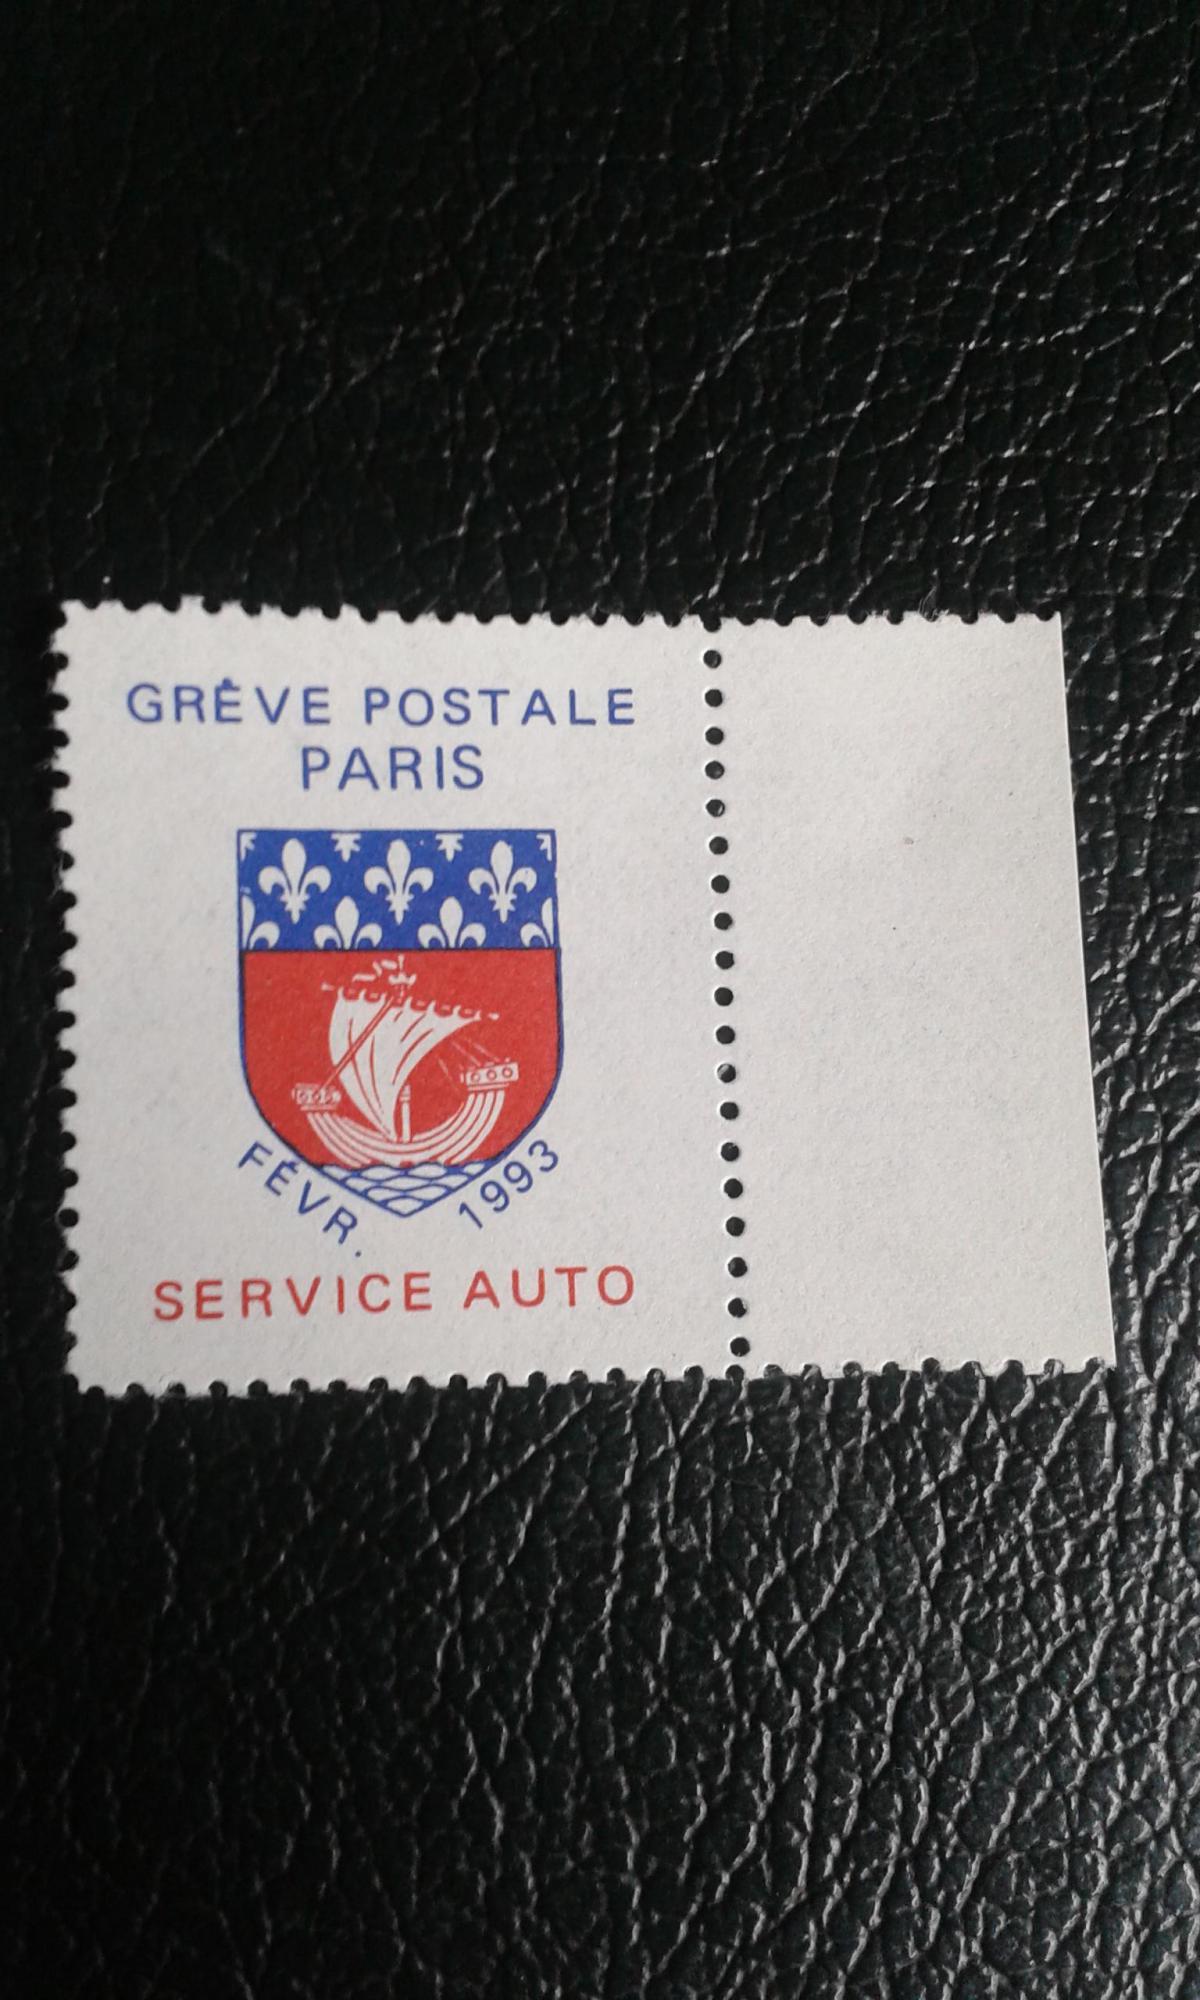 GRÈVE POSTALE
PARIS
FÉVR. 1993
SERVICE AUTO